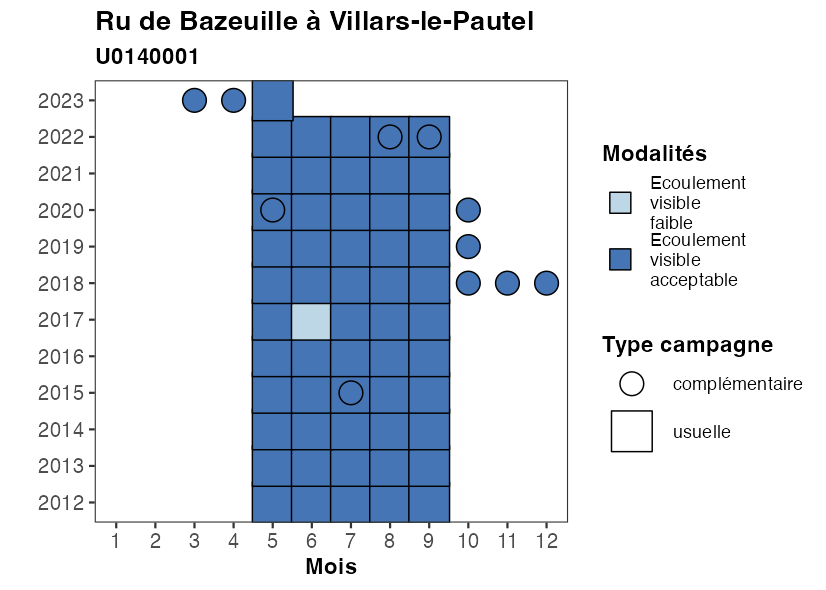 Ru de Bazeuille à Villars-le-Pautel
U0140001
2023
2022
2021
2020
2019
2018
2017
2016
2015
2014
2013
2012
1 2 3 4 5 6 7 8 9 10 11 12
Mois
Modalités
Ecoulement
visible
faible
Ecoulement
visible
acceptable
Type campagne
complémentaire
usuelle